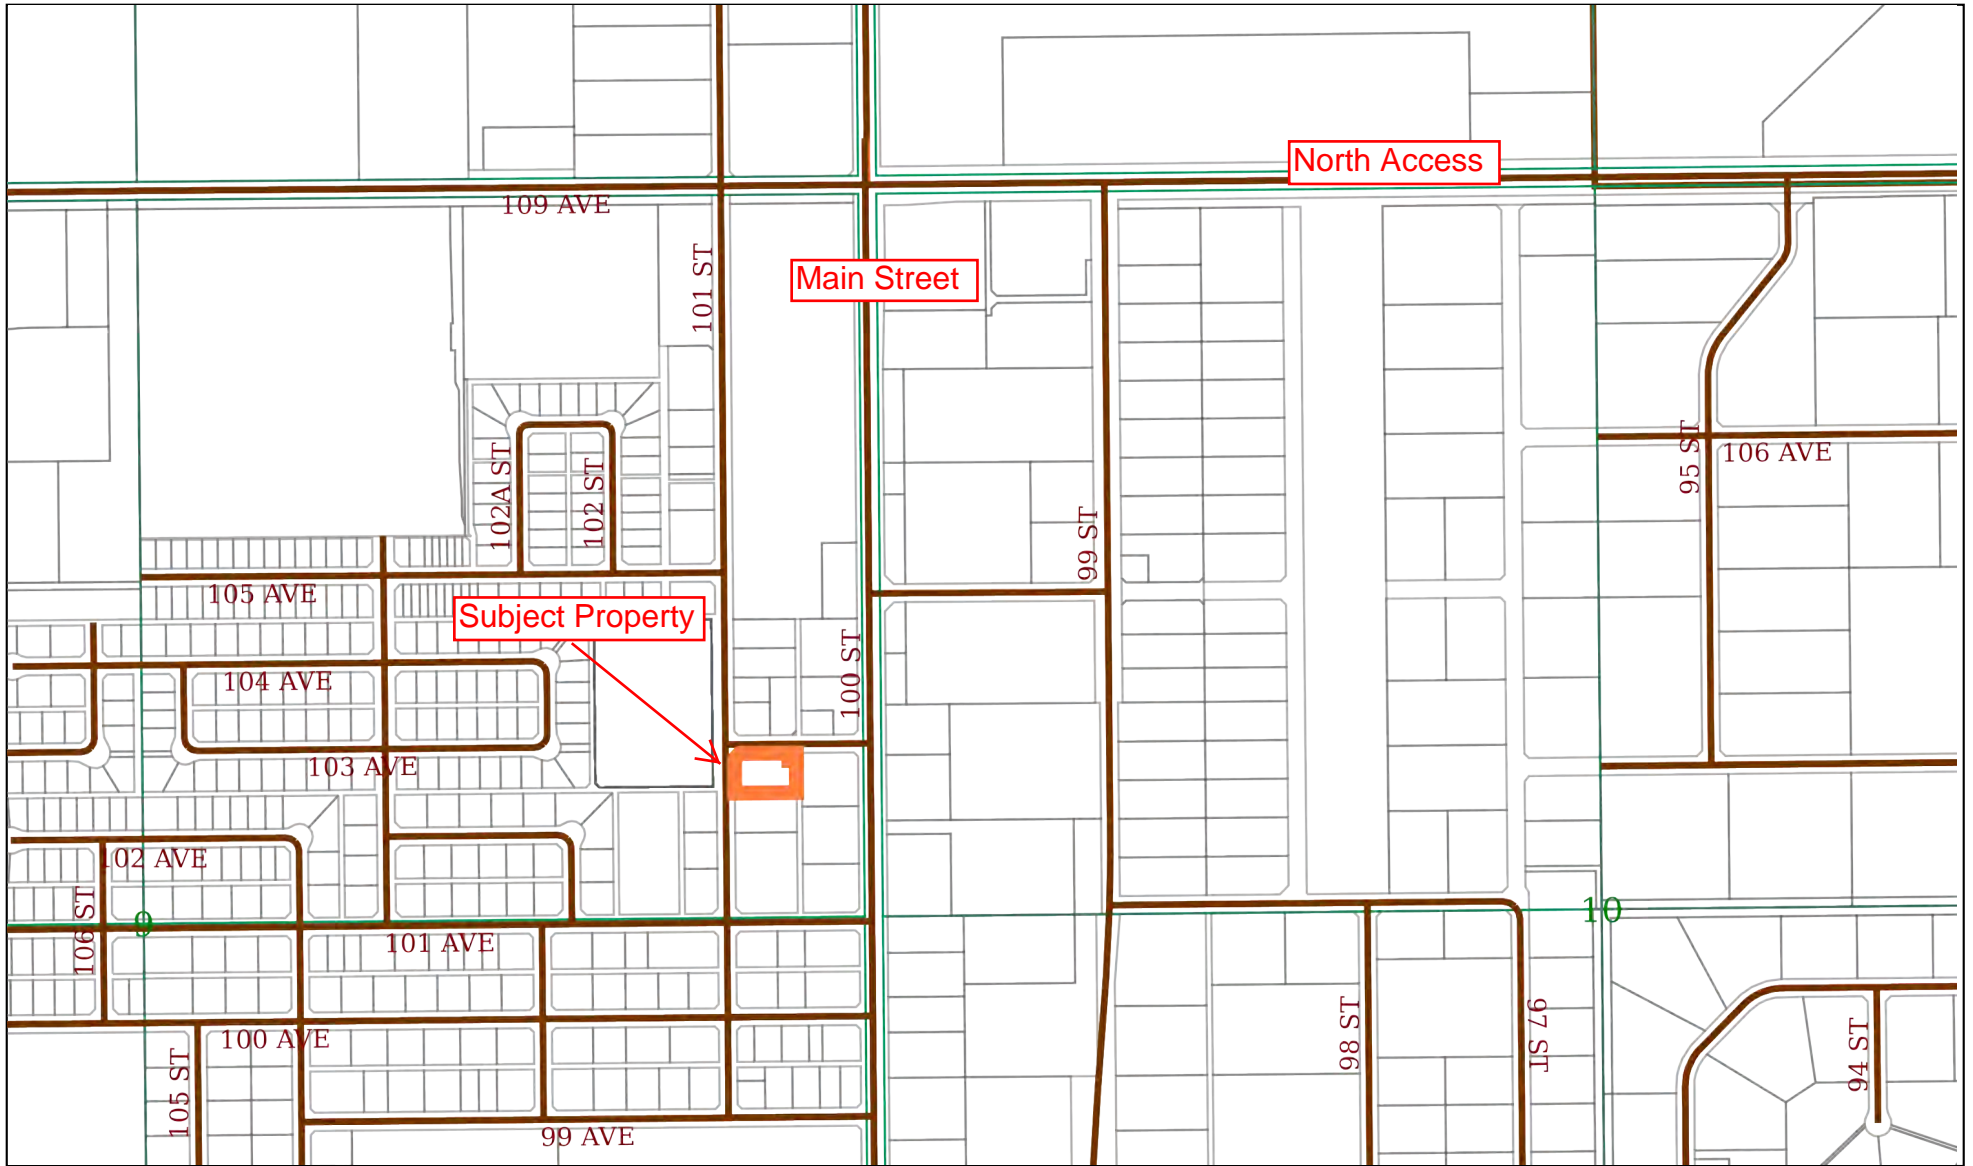 North Access
109 AVE
101 ST
Main Street
95 ST
106 AVE
102A ST
102 ST
99 ST
105 AVE
Subject Property
100 ST
104 AVE
103 AVE
102 AVE
106 ST
9
10
101 AVE
98 ST
97 ST
94 ST
100 AVE
105 ST
99 AVE